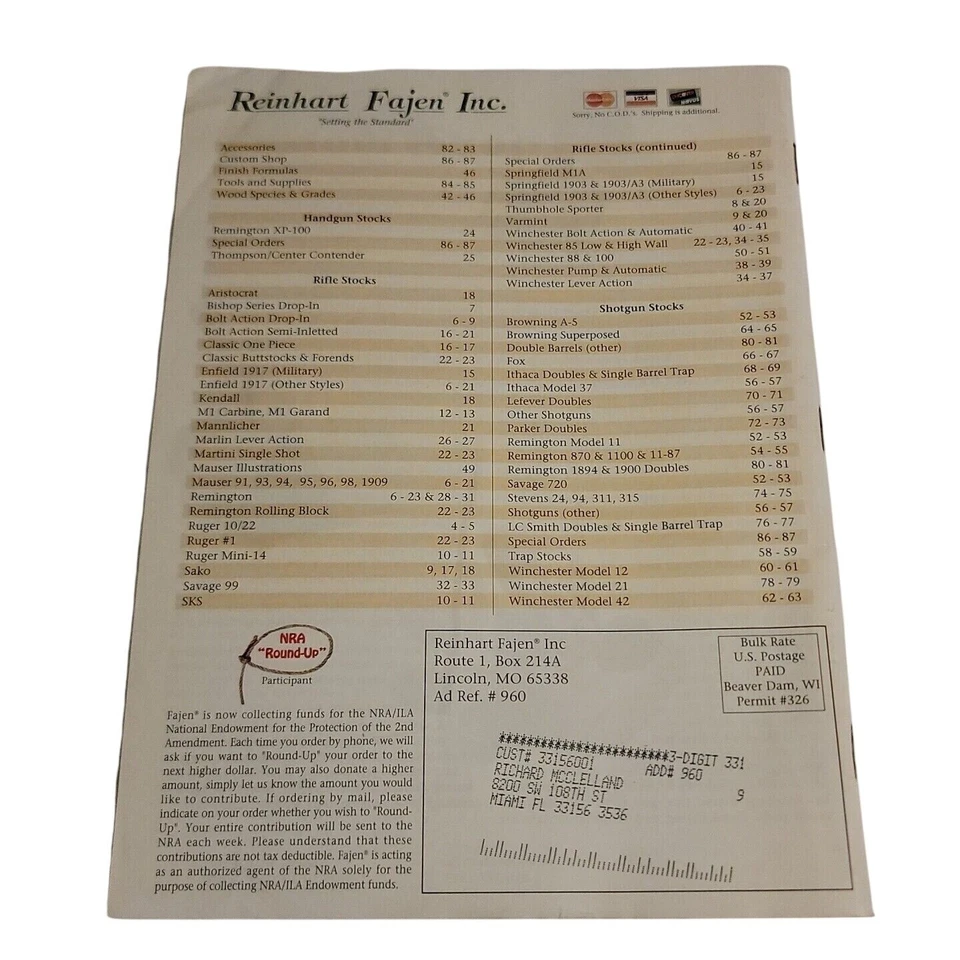 Reinhart Fajen® Inc.
"Setting the Standard"
MasterCard
VISA
Sorry, No C.O.D.'s. Shipping is additional.
Accessories 82 - 83
Custom Shop 86 - 87
Finish Formulas 46
Tools and Supplies 84 - 85
Wood Species & Grades 42 - 46
Handgun Stocks
Remington XP-100 24
Special Orders 86 - 87
Thompson/Center Contender 25
Rifle Stocks
Aristocrat 18
Bishop Series Drop-In 7
Bolt Action Drop-In 6 - 9
Bolt Action Semi-Inletted 16 - 21
Classic One Piece 16 - 17
Classic Buttstocks & Forends 22 - 23
Enfield 1917 (Military) 15
Enfield 1917 (Other Styles) 6 - 21
Kendall 18
M1 Carbine, M1 Garand 12 - 13
Mannlicher 21
Marlin Lever Action 26 - 27
Martini Single Shot 22 - 23
Mauser Illustrations 49
Mauser 91, 93, 94, 95, 96, 98, 1909 6 - 21
Remington 6 - 23 & 28 - 31
Remington Rolling Block 22 - 23
Ruger 10/22 4 - 5
Ruger #1 22 - 23
Ruger Mini-14 10 - 11
Sako 9, 17, 18
Savage 99 32 - 33
SKS 10 - 11
Rifle Stocks (continued)
Special Orders 86 - 87
Springfield M1A 15
Springfield 1903 & 1903/A3 (Military) 15
Springfield 1903 & 1903/A3 (Other Styles) 6 - 23
Thumbhole Sporter 8 & 20
Varmint 9 & 20
Winchester Bolt Action & Automatic 40 - 41
Winchester 85 Low & High Wall 22 - 23, 34 - 35
Winchester 88 & 100 50 - 51
Winchester Pump & Automatic 38 - 39
Winchester Lever Action 34 - 37
Shotgun Stocks
Browning A-5 52 - 53
Browning Superposed 64 - 65
Double Barrels (other) 80 - 81
Fox 66 - 67
Ithaca Doubles & Single Barrel Trap 68 - 69
Ithaca Model 37 56 - 57
Lefever Doubles 70 - 71
Other Shotguns 56 - 57
Parker Doubles 72 - 73
Remington Model 11 52 - 53
Remington 870 & 1100 & 11-87 54 - 55
Remington 1894 & 1900 Doubles 80 - 81
Savage 720 52 - 53
Stevens 24, 94, 311, 315 74 - 75
Shotguns (other) 56 - 57
LC Smith Doubles & Single Barrel Trap 76 - 77
Special Orders 86 - 87
Trap Stocks 58 - 59
Winchester Model 12 60 - 61
Winchester Model 21 78 - 79
Winchester Model 42 62 - 63
NRA
"Round-Up"
Participant
Fajen® is now collecting funds for the NRA/ILA
National Endowment for the Protection of the 2nd
Amendment. Each time you order by phone, we will
ask if you want to "Round-Up" your order to the
next higher dollar. You may also donate a higher
amount, simply let us know the amount you would
like to contribute. If ordering by mail, please
indicate on your order whether you wish to "Round-
Up". Your entire contribution will be sent to the
NRA each week. Please understand that these
contributions are not tax deductible. Fajen® is acting
as an authorized agent of the NRA solely for the
purpose of collecting NRA/ILA Endowment funds.
Reinhart Fajen® Inc
Route 1, Box 214A
Lincoln, MO 65338
Ad Ref. # 960
Bulk Rate
U.S. Postage
PAID
Beaver Dam, WI
Permit #326
************************3-DIGIT 331
CUST# 33156001 ADD# 960
RICHARD MCCLELLAND 9
8200 SW 108TH ST
MIAMI FL 33156 3536